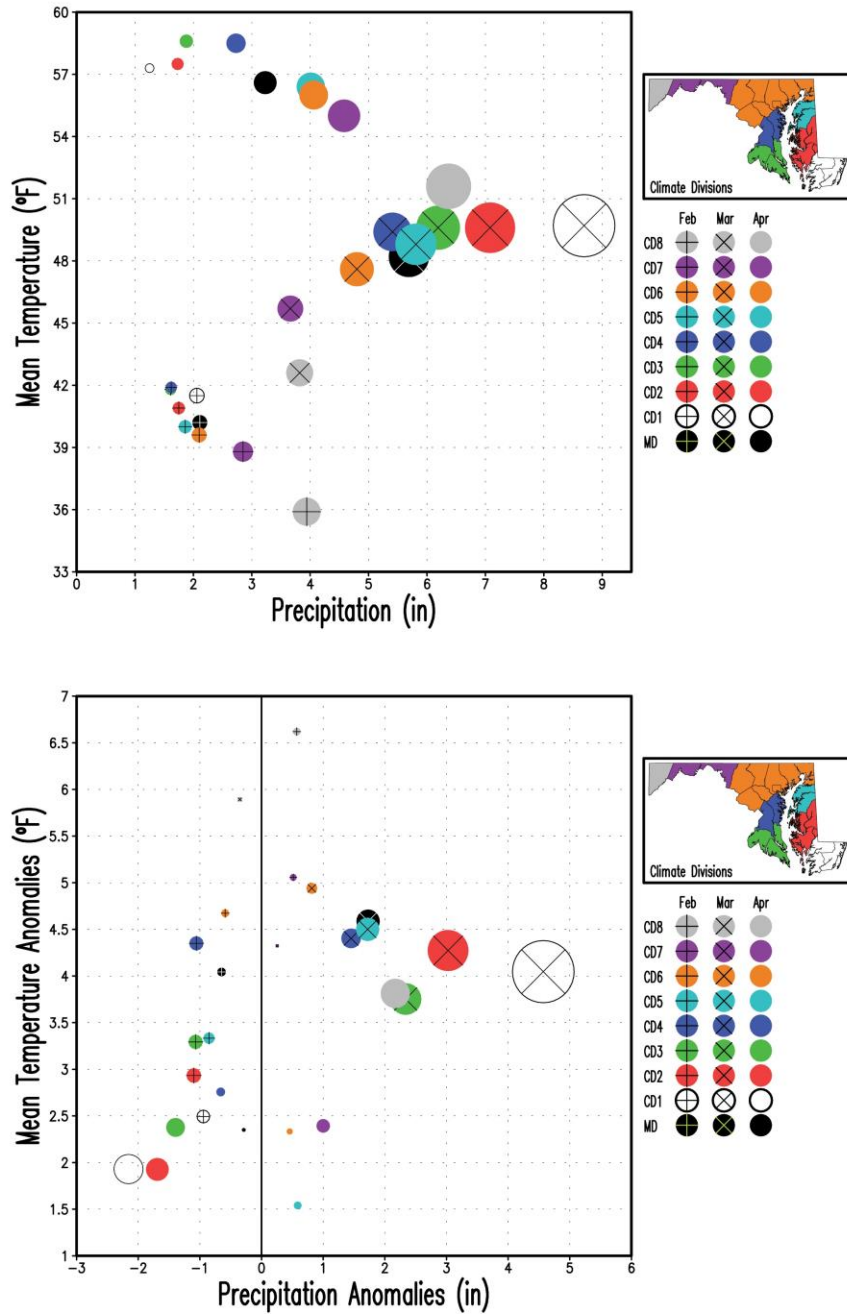 60
57
54
51
48
45
42
39
36
33
Mean Temperature (°F)
0 1 2 3 4 5 6 7 8 9
Precipitation (in)
Climate Divisions
Feb Mar Apr
CD8
CD7
CD6
CD5
CD4
CD3
CD2
CD1
MD
7
6.5
6
5.5
5
4.5
4
3.5
3
2.5
2
1.5
1
Mean Temperature Anomalies (°F)
-3 -2 -1 0 1 2 3 4 5 6
Precipitation Anomalies (in)
Climate Divisions
Feb Mar Apr
CD8
CD7
CD6
CD5
CD4
CD3
CD2
CD1
MD